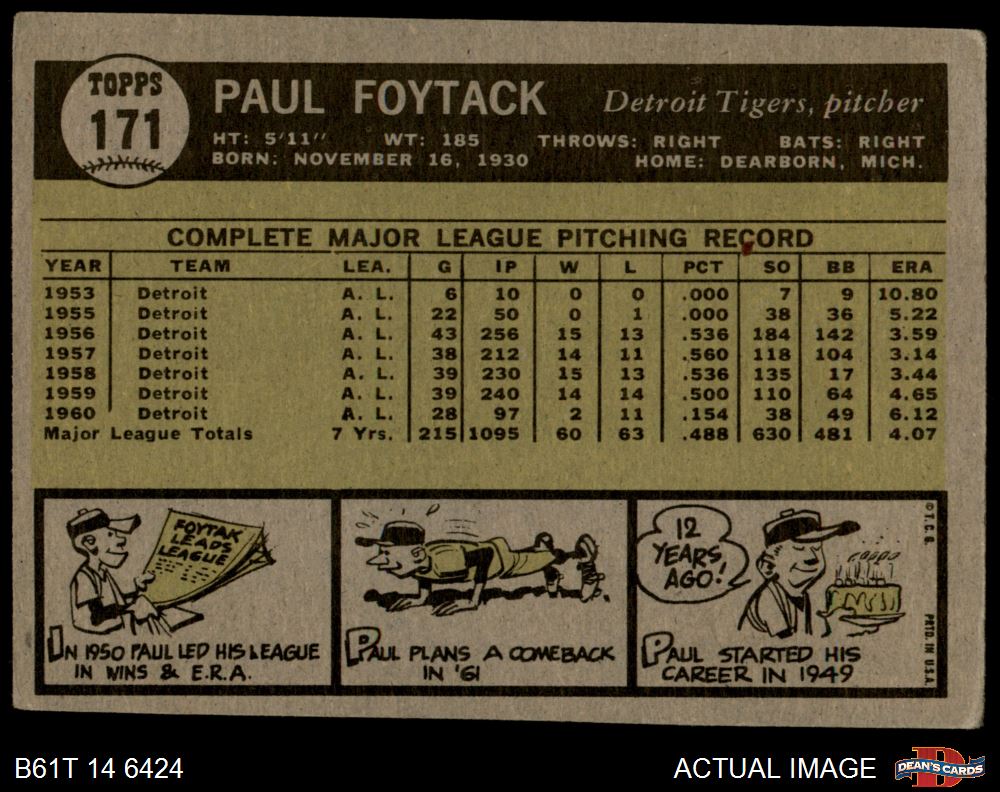 TOPPS
171
PAUL FOYTACK
Detroit Tigers, pitcher
HT: 5'11" WT: 185 THROWS: RIGHT BATS: RIGHT
BORN: NOVEMBER 16, 1930 HOME: DEARBORN, MICH.
COMPLETE MAJOR LEAGUE PITCHING RECORD
YEAR TEAM LEA. G IP W L PCT SO BB ERA
1953 Detroit A. L. 6 10 0 0 .000 7 9 10.80
1955 Detroit A. L. 22 50 0 1 .000 38 36 5.22
1956 Detroit A. L. 43 256 15 13 .536 184 142 3.59
1957 Detroit A. L. 38 212 14 11 .560 118 104 3.14
1958 Detroit A. L. 39 230 15 13 .536 135 17 3.44
1959 Detroit A. L. 39 240 14 14 .500 110 64 4.65
1960 Detroit A. L. 28 97 2 11 .154 38 49 6.12
Major League Totals 7 Yrs. 215 1095 60 63 .488 630 481 4.07
FOYTAK
LEADS
LEAGUE
IN 1950 PAUL LED HIS LEAGUE
IN WINS & E.R.A.
PAUL PLANS A COMEBACK
IN '61
12
YEARS
AGO!
PAUL STARTED HIS
CAREER IN 1949
© T.C.G.
PRTD. IN U.S.A.
B61T 14 6424
ACTUAL IMAGE
DEAN'S CARDS